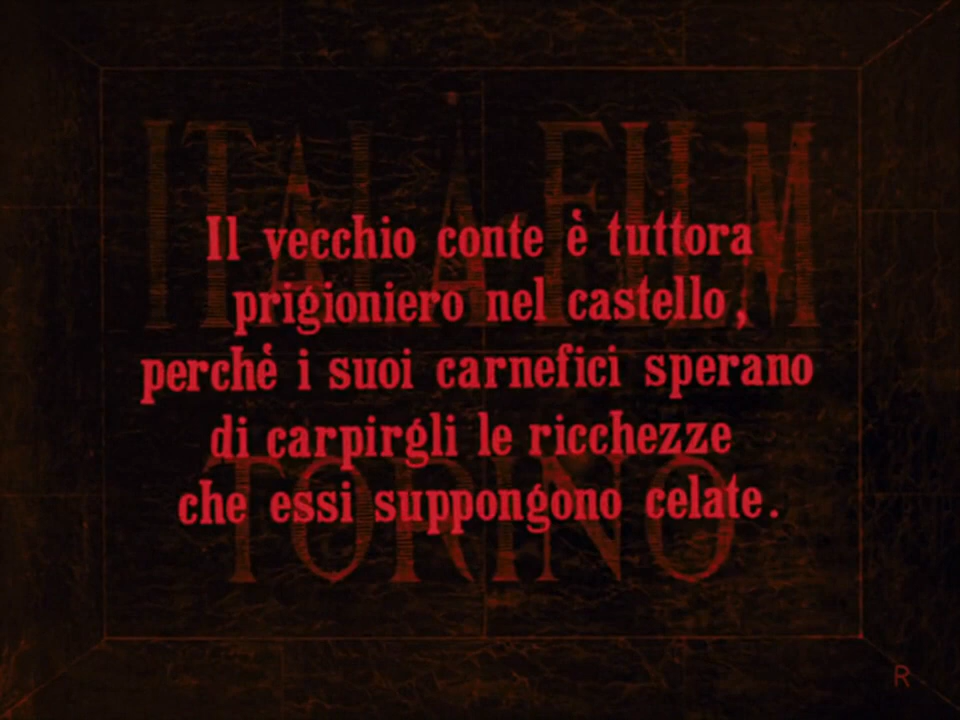 ITALA FILM
Il vecchio conte è tuttora
prigioniero nel castello,
perchè i suoi carnefici sperano
di carpirgli le ricchezze
che essi suppongono celate.
TORINO
R